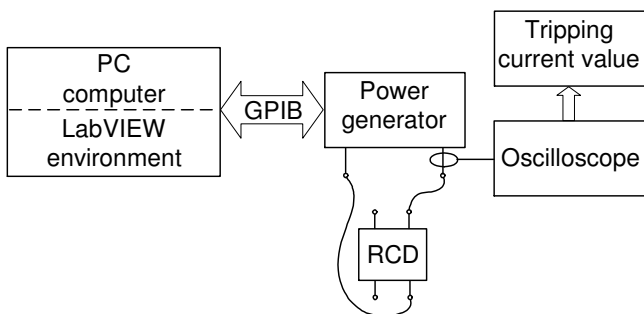 PC
computer
LabVIEW
environment
GPIB
Power
generator
Tripping
current value
Oscilloscope
RCD